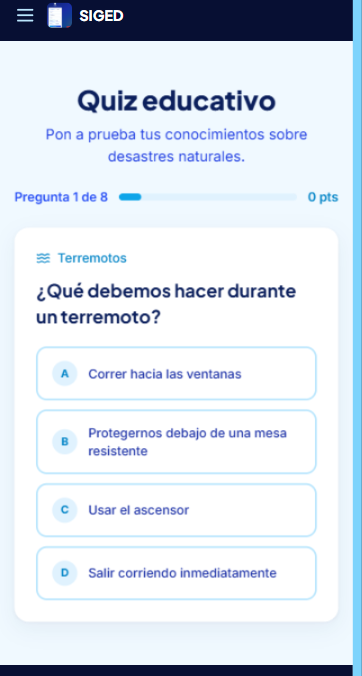 SIGED
Quiz educativo
Pon a prueba tus conocimientos sobre
desastres naturales.
Pregunta 1 de 8
0 pts
Terremotos
¿Qué debemos hacer durante
un terremoto?
A Correr hacia las ventanas
B Protegernos debajo de una mesa
resistente
C Usar el ascensor
D Salir corriendo inmediatamente